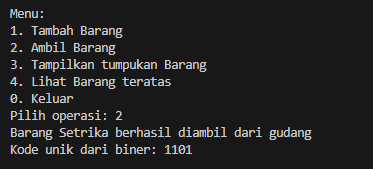 Menu:
1. Tambah Barang
2. Ambil Barang
3. Tampilkan tumpukan Barang
4. Lihat Barang teratas
0. Keluar
Pilih operasi: 2
Barang Setrika berhasil diambil dari gudang
Kode unik dari biner: 1101